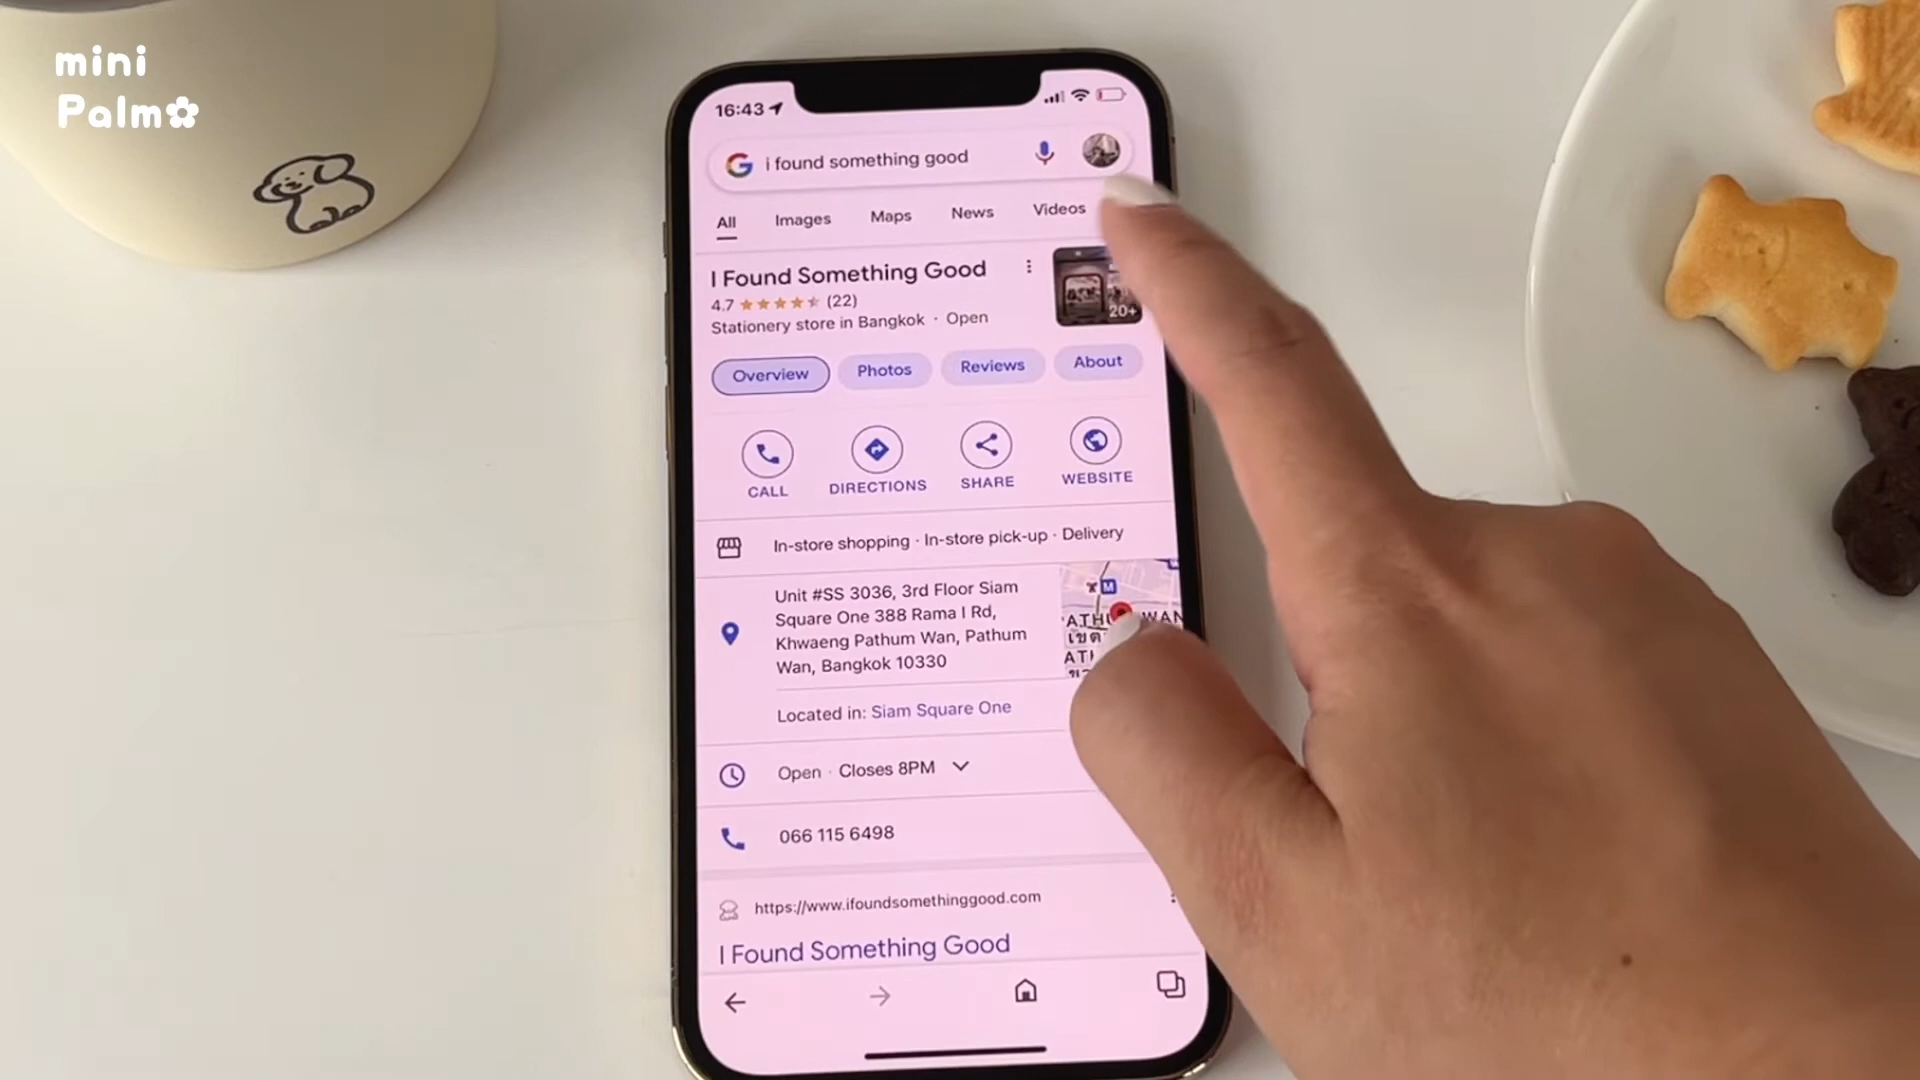 mini
Palm
16:43
i found something good
All Images Maps News Videos
I Found Something Good
4.7 (22)
Stationery store in Bangkok · Open
20+
Overview Photos Reviews About
CALL DIRECTIONS SHARE WEBSITE
In-store shopping · In-store pick-up · Delivery
Unit #SS 3036, 3rd Floor Siam
Square One 388 Rama I Rd,
Khwaeng Pathum Wan, Pathum
Wan, Bangkok 10330
M
WAN
Located in: Siam Square One
Open · Closes 8PM
066 115 6498
https://www.ifoundsomethinggood.com
I Found Something Good